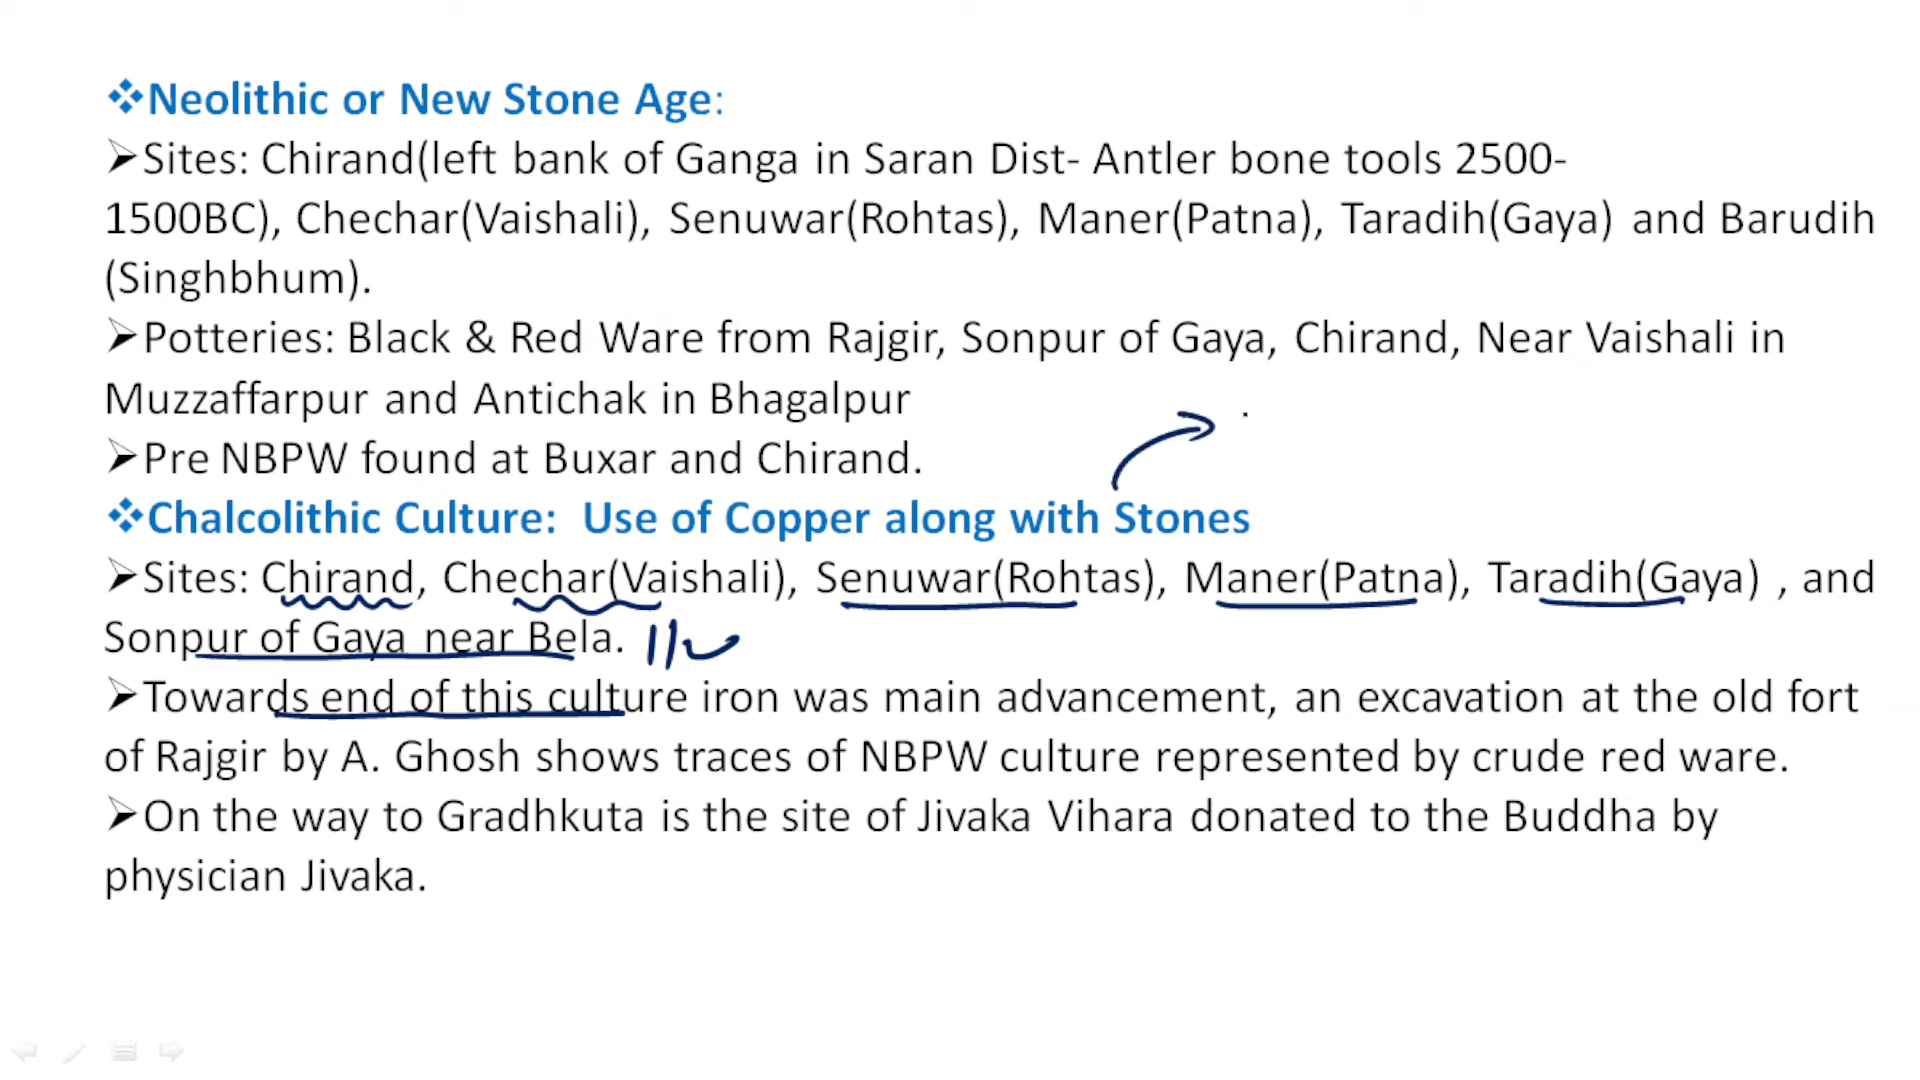 ❖Neolithic or New Stone Age:
➢Sites: Chirand(left bank of Ganga in Saran Dist- Antler bone tools 2500-
1500BC), Chechar(Vaishali), Senuwar(Rohtas), Maner(Patna), Taradih(Gaya) and Barudih
(Singhbhum).
➢Potteries: Black & Red Ware from Rajgir, Sonpur of Gaya, Chirand, Near Vaishali in
Muzzaffarpur and Antichak in Bhagalpur
➢Pre NBPW found at Buxar and Chirand.
❖Chalcolithic Culture:  Use of Copper along with Stones
➢Sites: Chirand, Chechar(Vaishali), Senuwar(Rohtas), Maner(Patna), Taradih(Gaya) , and
Sonpur of Gaya near Bela.
➢Towards end of this culture iron was main advancement, an excavation at the old fort
of Rajgir by A. Ghosh shows traces of NBPW culture represented by crude red ware.
➢On the way to Gradhkuta is the site of Jivaka Vihara donated to the Buddha by
physician Jivaka.